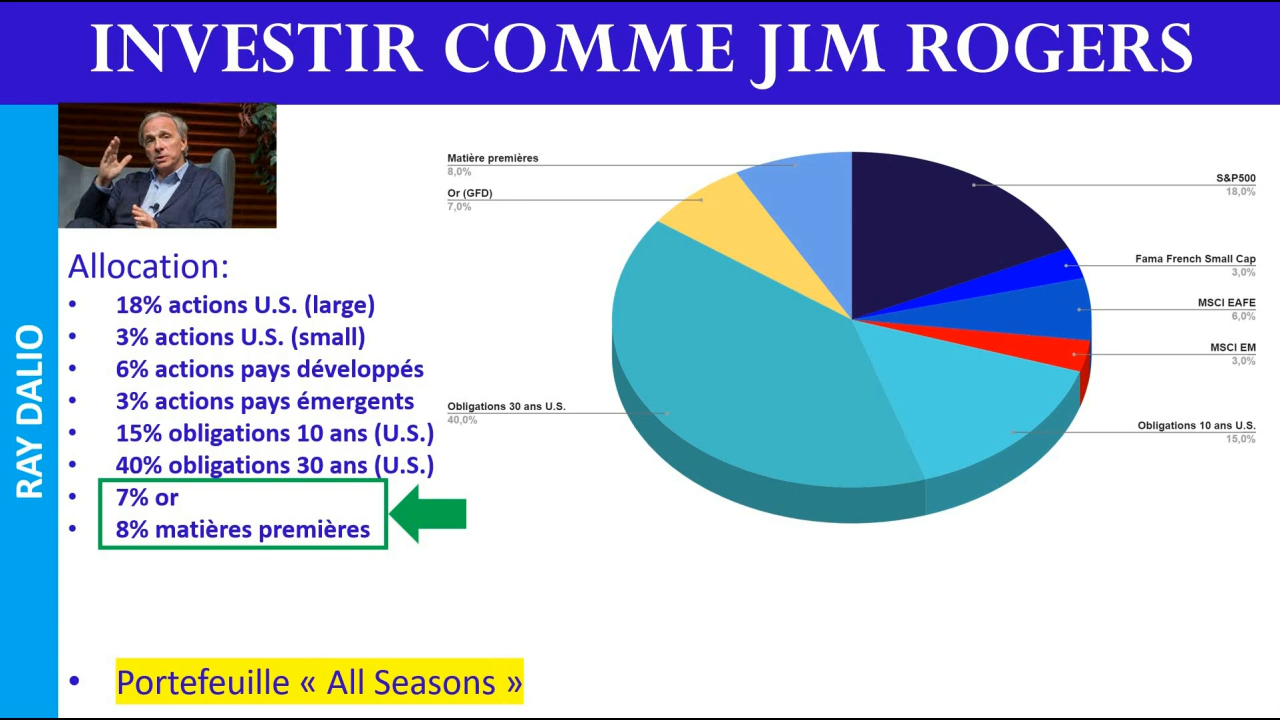 INVESTIR COMME JIM ROGERS
RAY DALIO
Allocation:
• 18% actions U.S. (large)
• 3% actions U.S. (small)
• 6% actions pays développés
• 3% actions pays émergents
• 15% obligations 10 ans (U.S.)
• 40% obligations 30 ans (U.S.)
• 7% or
• 8% matières premières
• Portefeuille « All Seasons »
Matière premières
8,0%
Or (GFD)
7,0%
Obligations 30 ans U.S.
40,0%
S&P500
18,0%
Fama French Small Cap
3,0%
MSCI EAFE
6,0%
MSCI EM
3,0%
Obligations 10 ans U.S.
15,0%